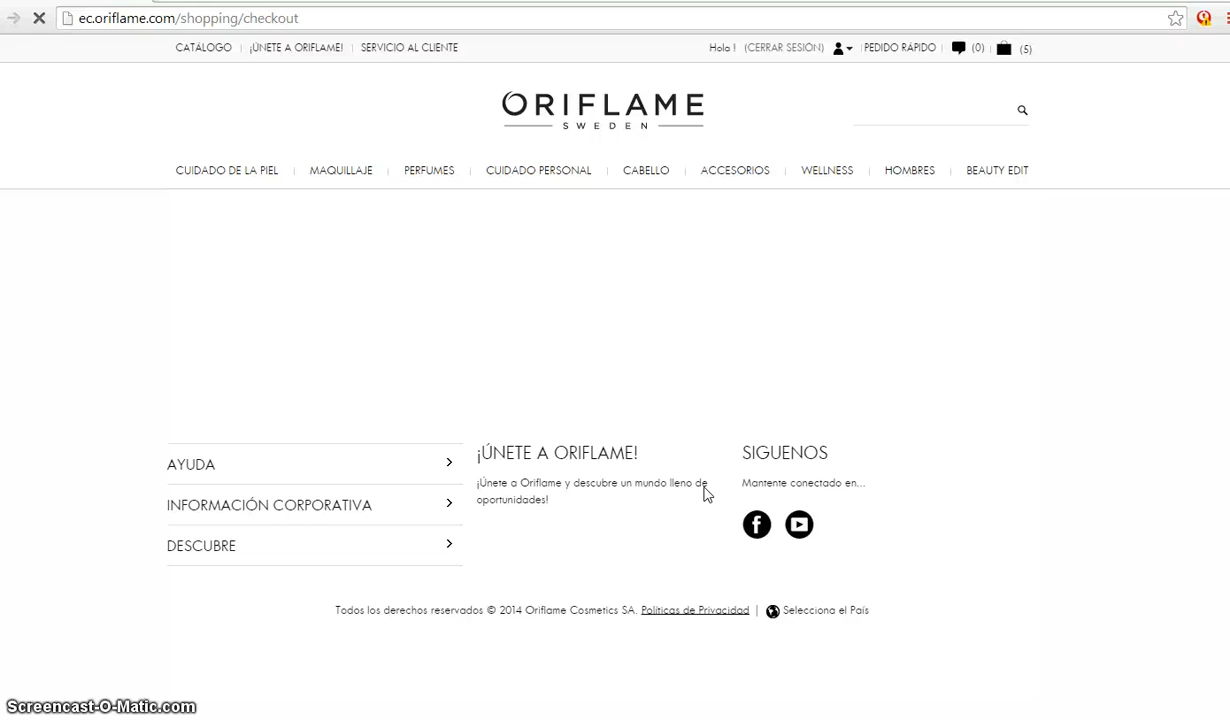 ec.oriflame.com/shopping/checkout
CATÁLOGO ¡ÚNETE A ORIFLAME! SERVICIO AL CLIENTE Hola ! (CERRAR SESIÓN) PEDIDO RÁPIDO (0) (5)
ORIFLAME
SWEDEN
CUIDADO DE LA PIEL MAQUILLAJE PERFUMES CUIDADO PERSONAL CABELLO ACCESORIOS WELLNESS HOMBRES BEAUTY EDIT
AYUDA
INFORMACIÓN CORPORATIVA
DESCUBRE
¡ÚNETE A ORIFLAME!
¡Únete a Oriflame y descubre un mundo lleno de
oportunidades!
SIGUENOS
Mantente conectado en...
Todos los derechos reservados © 2014 Oriflame Cosmetics SA. Políticas de Privacidad | Selecciona el País
Screencast-O-Matic.com